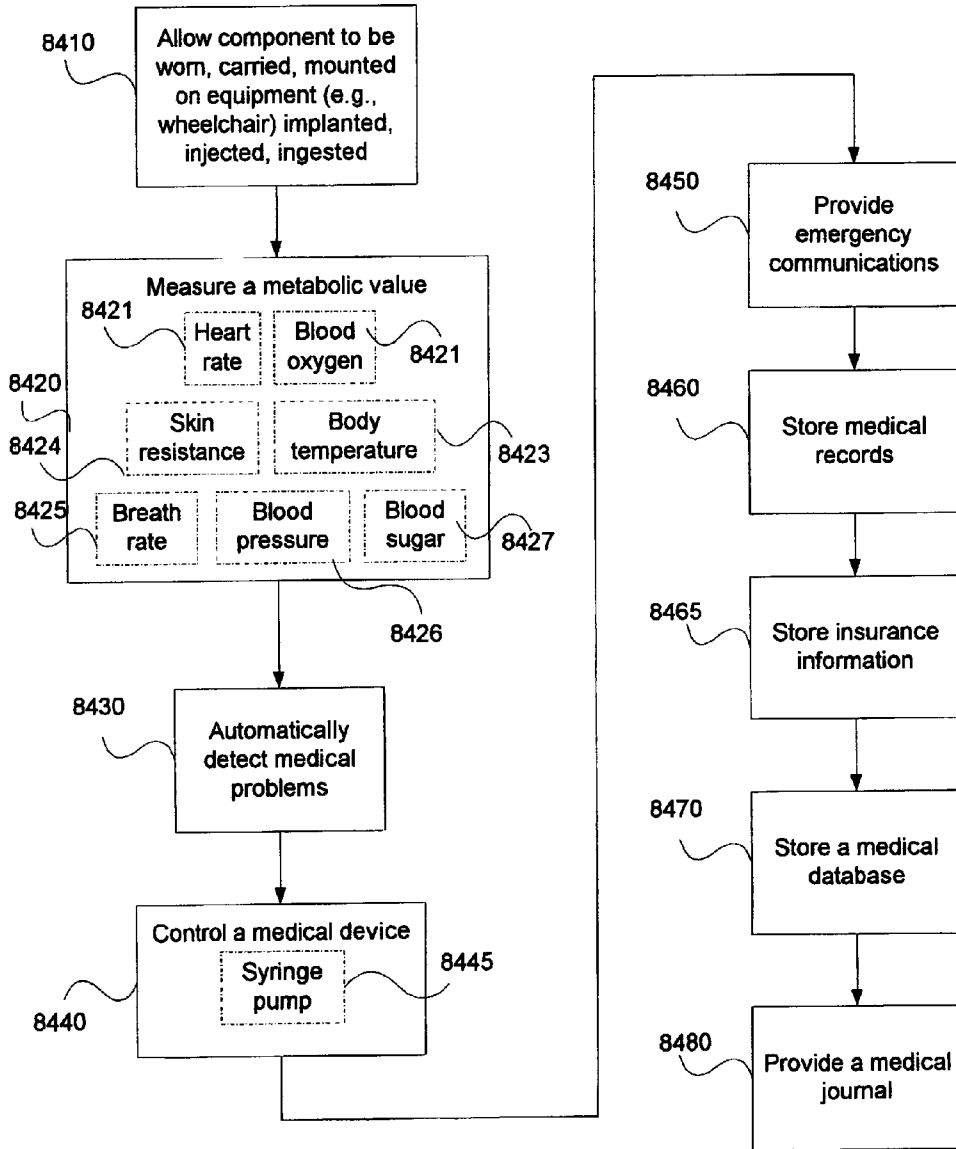 8410
Allow component to be
worn, carried, mounted
on equipment (e.g.,
wheelchair) implanted,
injected, ingested
Measure a metabolic value
8421
Heart
rate
Blood
oxygen
8421
8420
Skin
resistance
Body
temperature
8424
8423
8425
Breath
rate
Blood
pressure
Blood
sugar
8427
8426
8430
Automatically
detect medical
problems
Control a medical device
Syringe
pump
8445
8440
8450
Provide
emergency
communications
8460
Store medical
records
8465
Store insurance
information
8470
Store a medical
database
8480
Provide a medical
journal